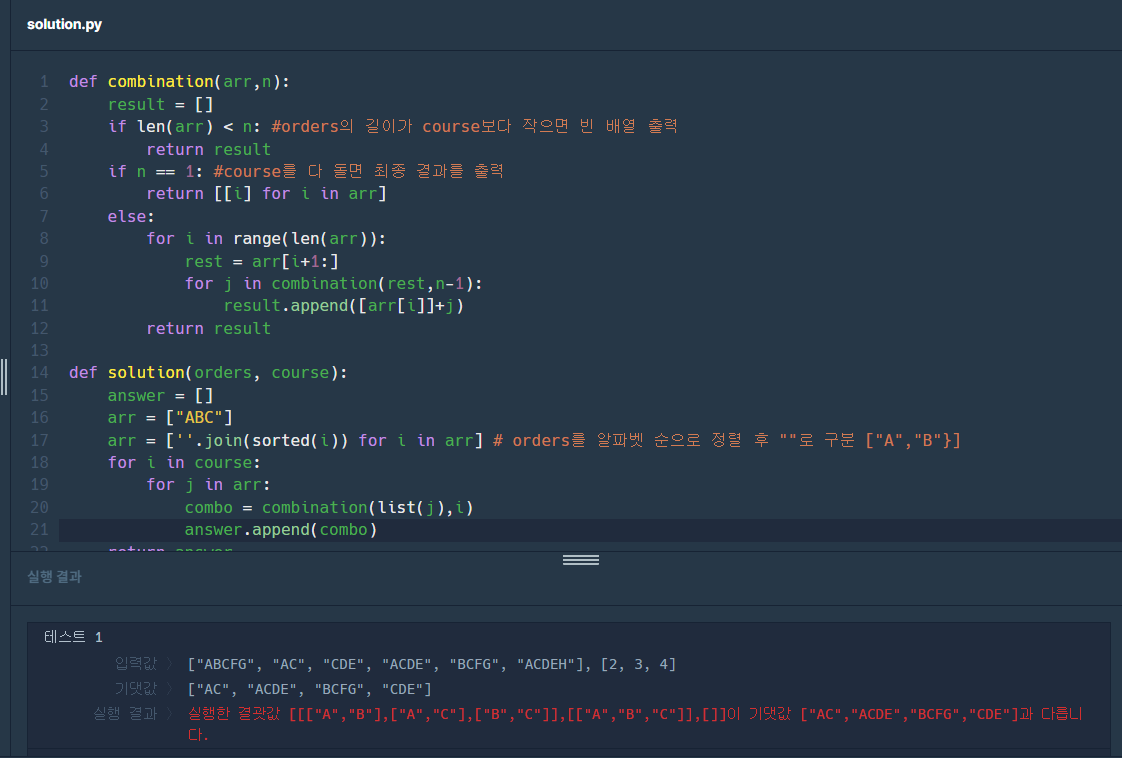 solution.py
1 def combination(arr,n):
2 result = []
3 if len(arr) < n: #orders의 길이가 course보다 작으면 빈 배열 출력
4 return result
5 if n == 1: #course를 다 돌면 최종 결과를 출력
6 return [[i] for i in arr]
7 else:
8 for i in range(len(arr)):
9 rest = arr[i+1:]
10 for j in combination(rest,n-1):
11 result.append([arr[i]]+j)
12 return result
13
14 def solution(orders, course):
15 answer = []
16 arr = ["ABC"]
17 arr = [''.join(sorted(i)) for i in arr] # orders를 알파벳 순으로 정렬 후 ""로 구분 ["A","B"}]
18 for i in course:
19 for j in arr:
20 combo = combination(list(j),i)
21 answer.append(combo)
22 return answer
실행 결과
테스트 1
입력값 〉 ["ABCFG", "AC", "CDE", "ACDE", "BCFG", "ACDEH"], [2, 3, 4]
기댓값 〉 ["AC", "ACDE", "BCFG", "CDE"]
실행 결과 〉 실행한 결괏값 [[["A","B"],["A","C"],["B","C"]],[["A","B","C"]],[]]이 기댓값 ["AC","ACDE","BCFG","CDE"]과 다릅니
다.